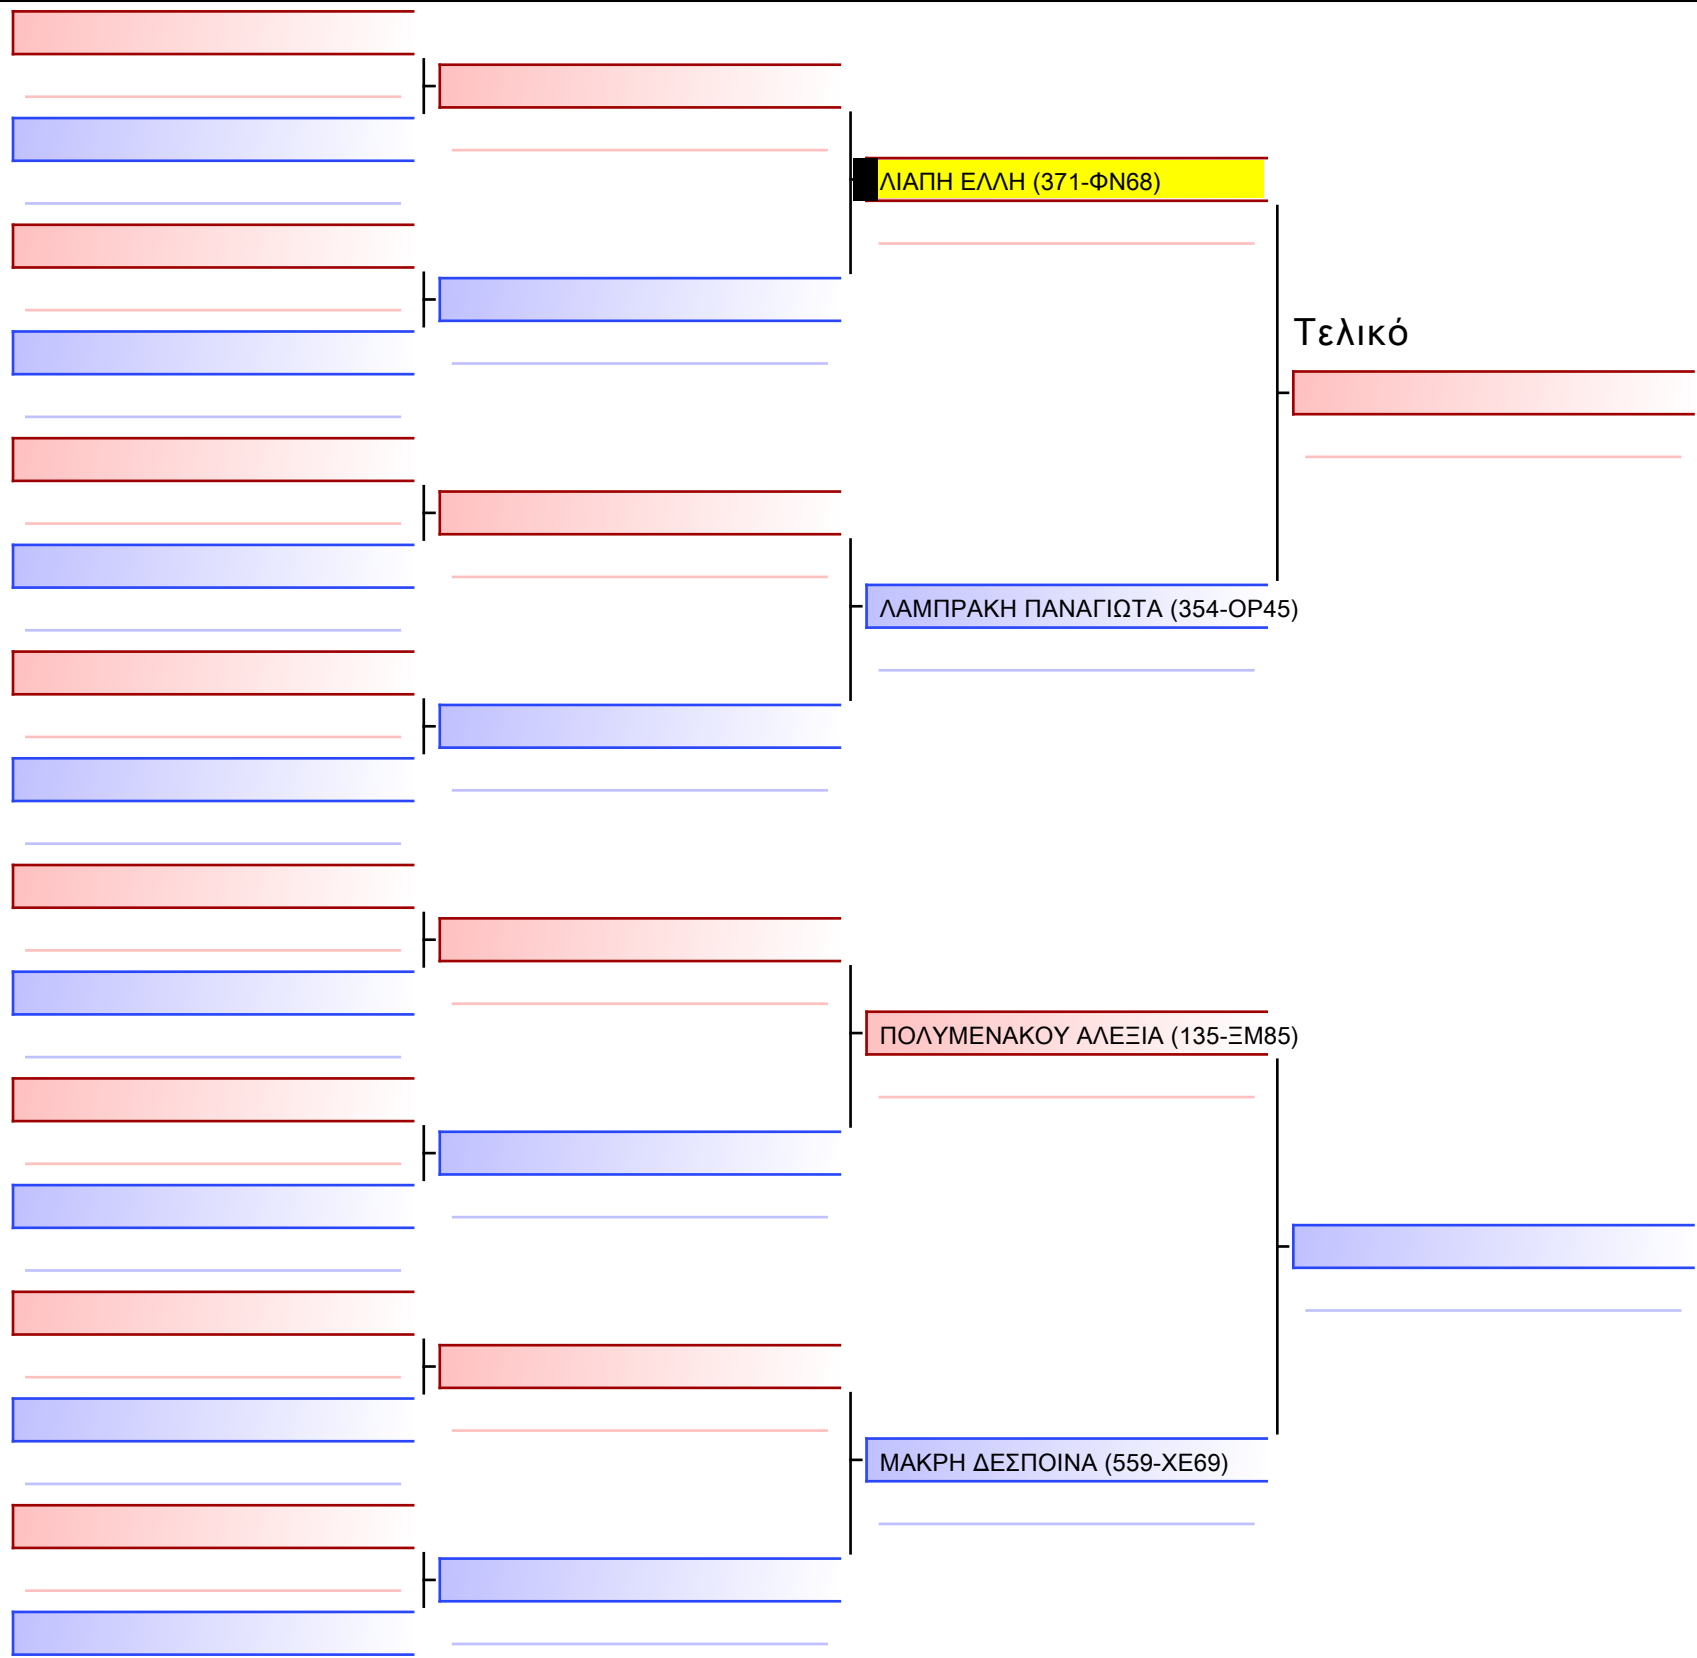 ΛΙΑΠΗ ΕΛΛΗ (371-ΦΝ68)
Τελικό
ΛΑΜΠΡΑΚΗ ΠΑΝΑΓΙΩΤΑ (354-ΟΡ45)
ΠΟΛΥΜΕΝΑΚΟΥ ΑΛΕΞΙΑ (135-ΞΜ85)
ΜΑΚΡΗ ΔΕΣΠΟΙΝΑ (559-ΧΕ69)